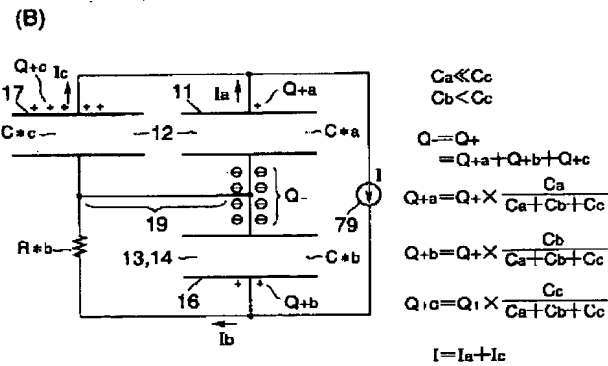 (B)
Q+c
Ic
17
+ + + + +
11
Ia
+
Q+a
C*c
12
C*a
I
Q-
19
79
R*b
13,14
C*b
16
+ +
Q+b
Ib
Ca≪Cc
Cb<Cc
Q-=Q+
=Q+a+Q+b+Q+c
Q+a=Q+× Ca
Ca+Cb+Cc
Q+b=Q+× Cb
Ca+Cb+Cc
Q+c=Q+× Cc
Ca+Cb+Cc
I=Ia+Ic